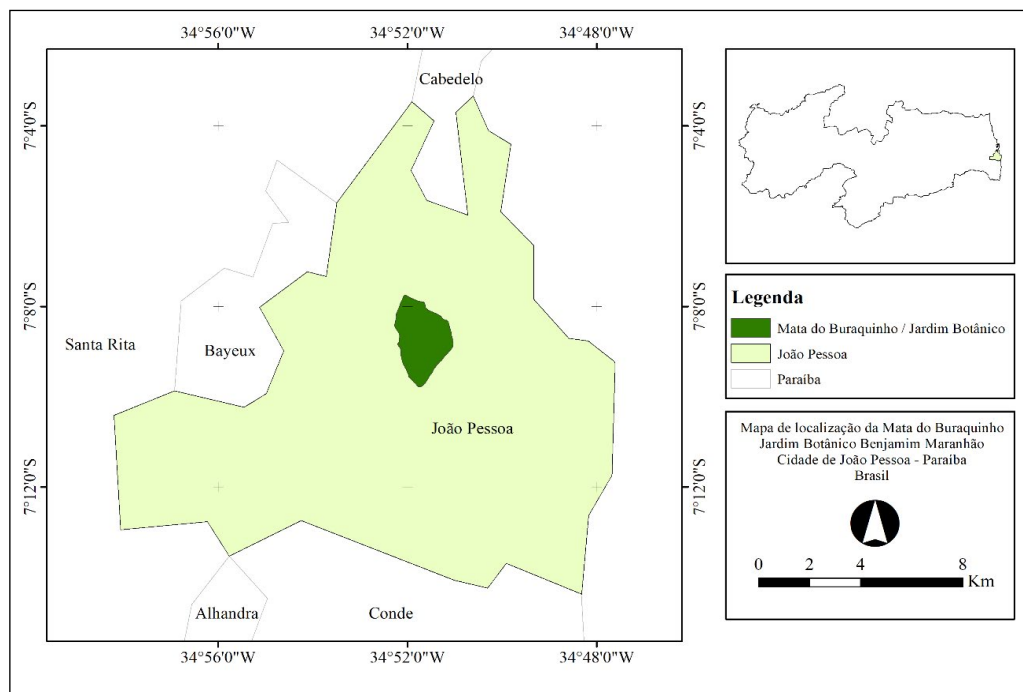 34°56'0"W
34°52'0"W
34°48'0"W
Cabedelo
7°4'0"S
7°4'0"S
7°8'0"S
7°8'0"S
Santa Rita
Bayeux
João Pessoa
7°12'0"S
7°12'0"S
Alhandra
Conde
34°56'0"W
34°52'0"W
34°48'0"W
Legenda
Mata do Buraquinho / Jardim Botânico
João Pessoa
Paraíba
Mapa de localização da Mata do Buraquinho
Jardim Botânico Benjamim Maranhão
Cidade de João Pessoa - Paraíba
Brasil
0 2 4 8
Km